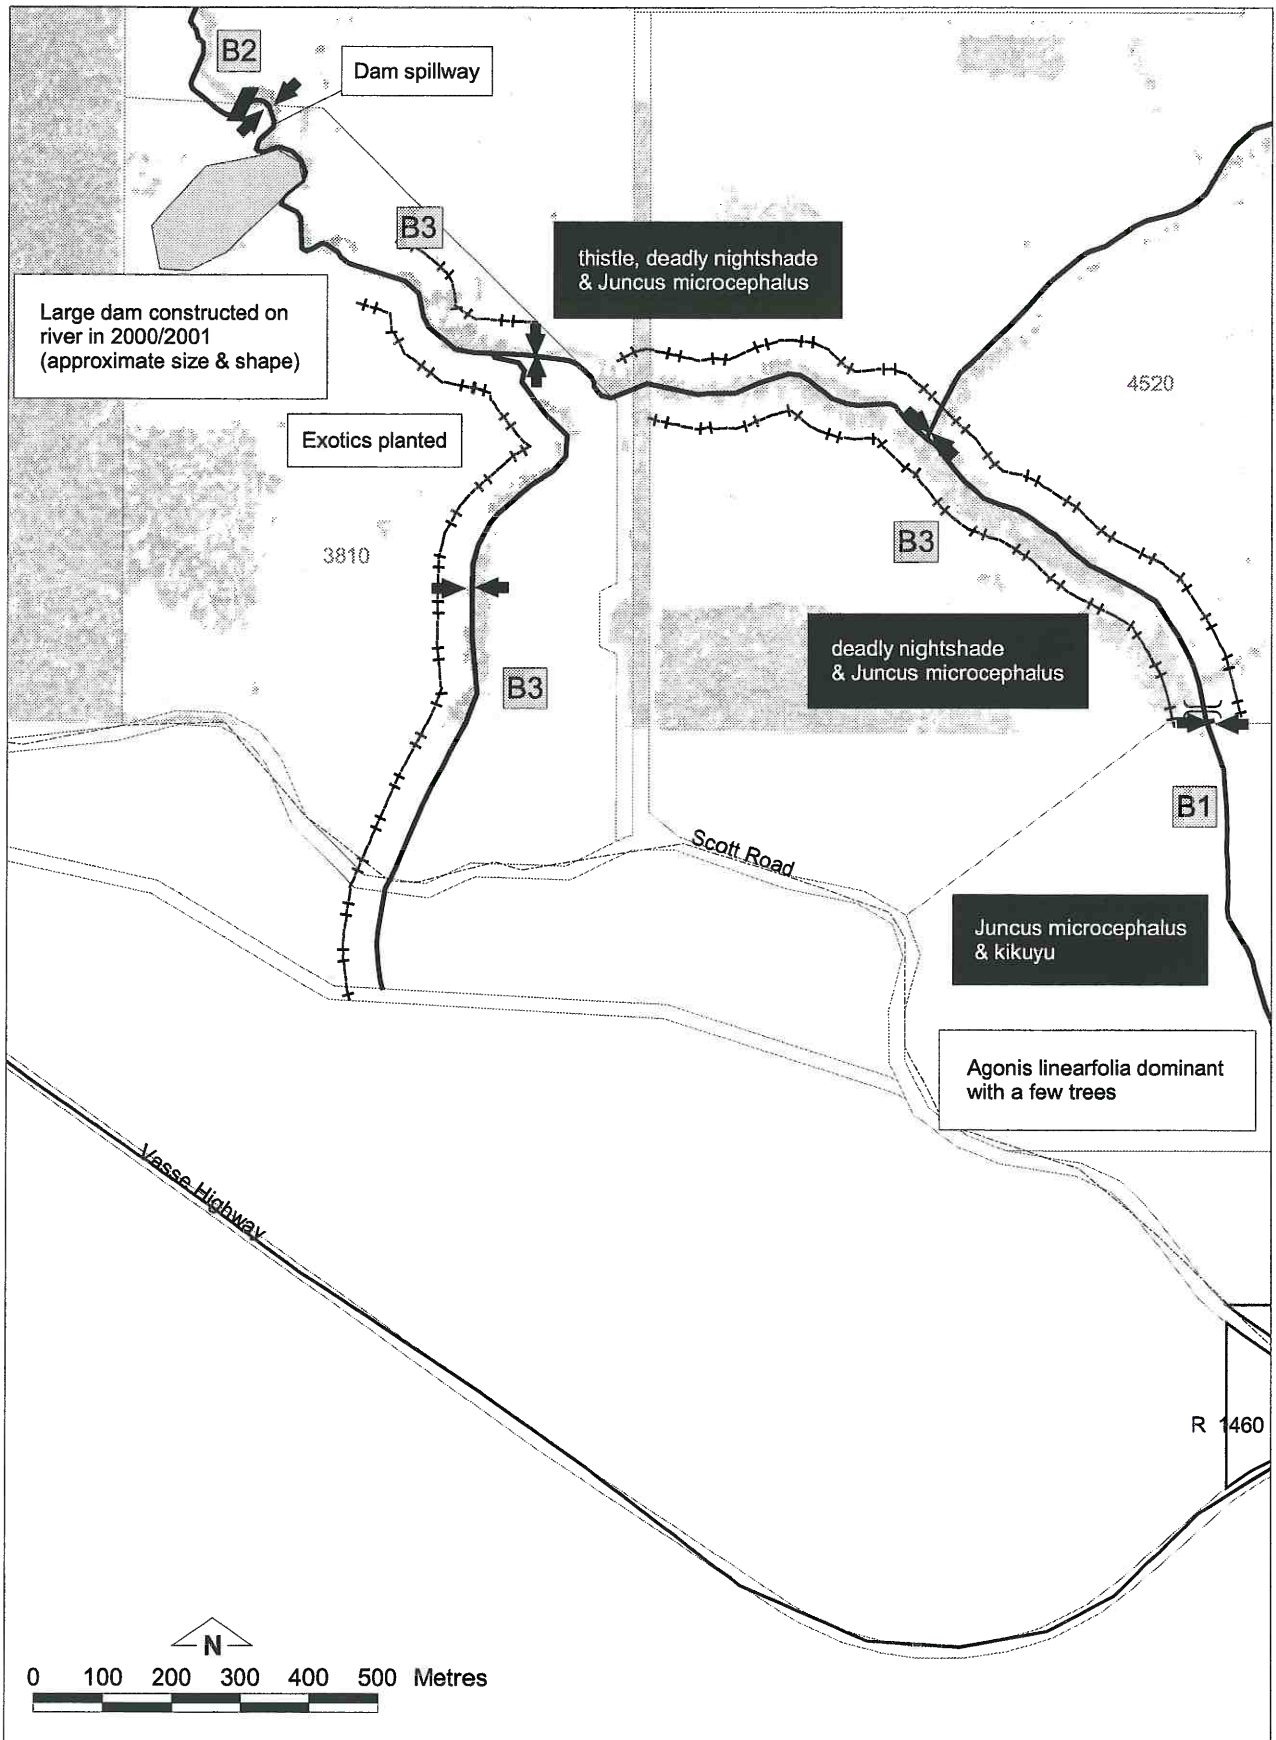 B2
Dam spillway
B3
thistle, deadly nightshade
& Juncus microcephalus
Large dam constructed on
river in 2000/2001
(approximate size & shape)
4520
Exotics planted
B3
3810
deadly nightshade
& Juncus microcephalus
B3
B1
Scott Road
Juncus microcephalus
& kikuyu
Agonis linearfolia dominant
with a few trees
Vasse Highway
R 1460
N
0 100 200 300 400 500 Metres